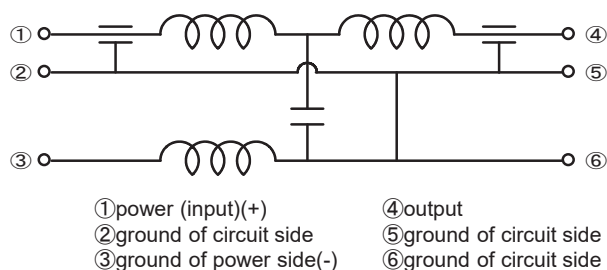 ① ④
② ⑤
③ ⑥
①power (input)(+) ④output
②ground of circuit side ⑤ground of circuit side
③ground of power side(-) ⑥ground of circuit side